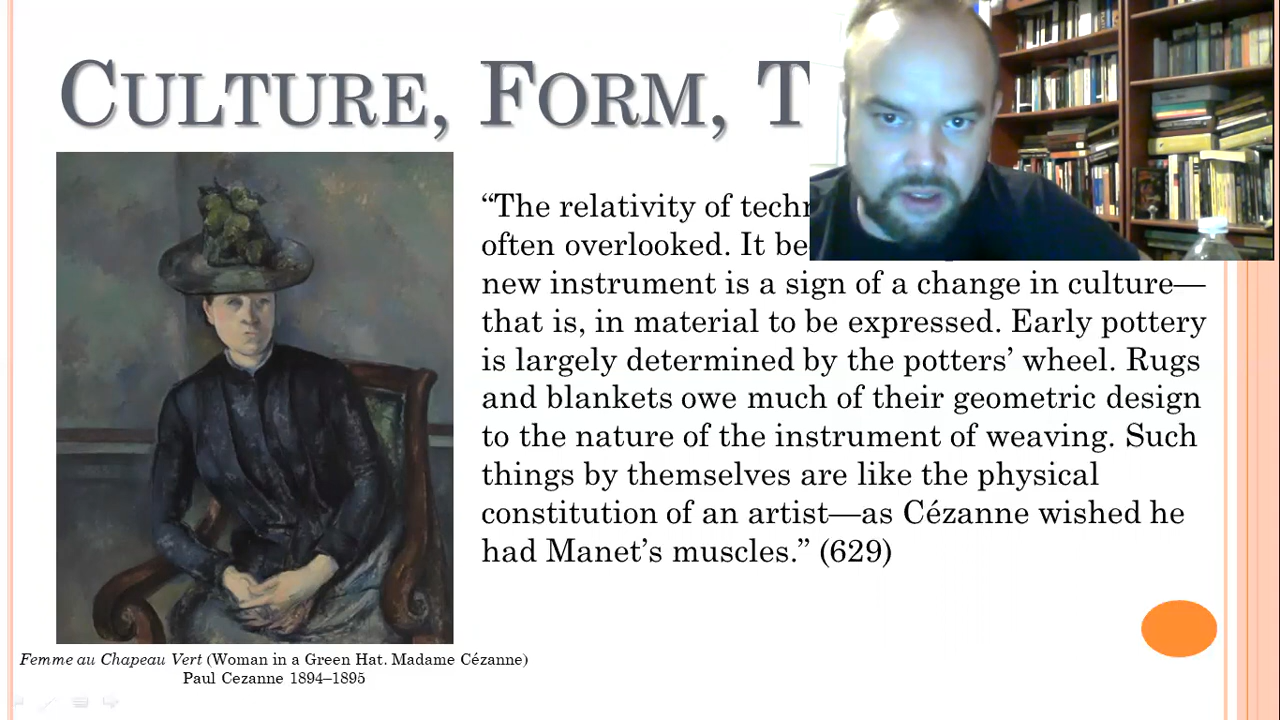 CULTURE, FORM, T
“The relativity of
often overlooked. It
new instrument is a sign of a change in culture—
that is, in material to be expressed. Early pottery
is largely determined by the potters’ wheel. Rugs
and blankets owe much of their geometric design
to the nature of the instrument of weaving. Such
things by themselves are like the physical
constitution of an artist—as Cézanne wished he
had Manet’s muscles.” (629)
Femme au Chapeau Vert (Woman in a Green Hat. Madame Cézanne)
Paul Cezanne 1894–1895